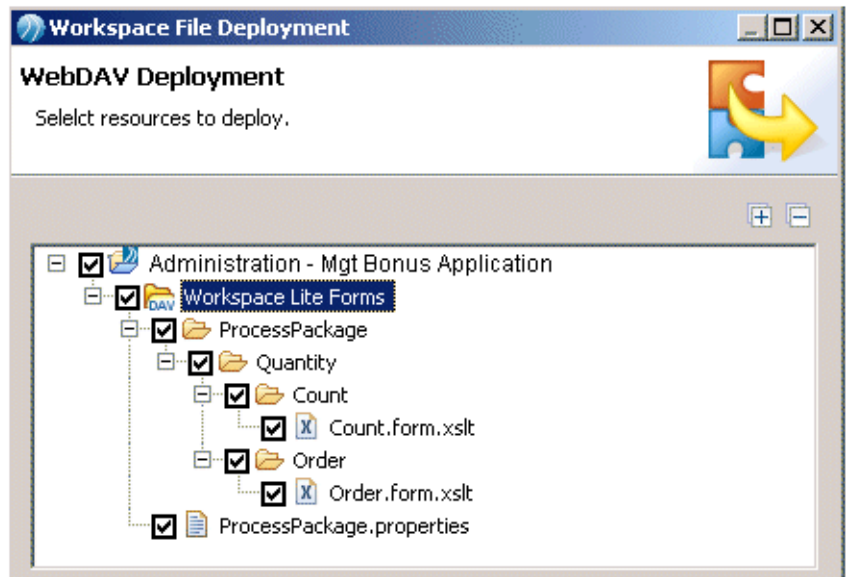 Workspace File Deployment
WebDAV Deployment
Selelct resources to deploy.
Administration - Mgt Bonus Application
DAV Workspace Lite Forms
ProcessPackage
Quantity
Count
X Count.form.xslt
Order
X Order.form.xslt
ProcessPackage.properties